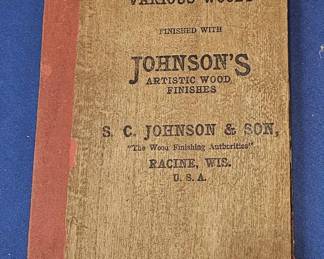 VARIOUS WOODS
FINISHED WITH
JOHNSON'S
ARTISTIC WOOD
FINISHES
S. C. JOHNSON & SON,
"The Wood Finishing Authorities"
RACINE, WIS.
U. S. A.